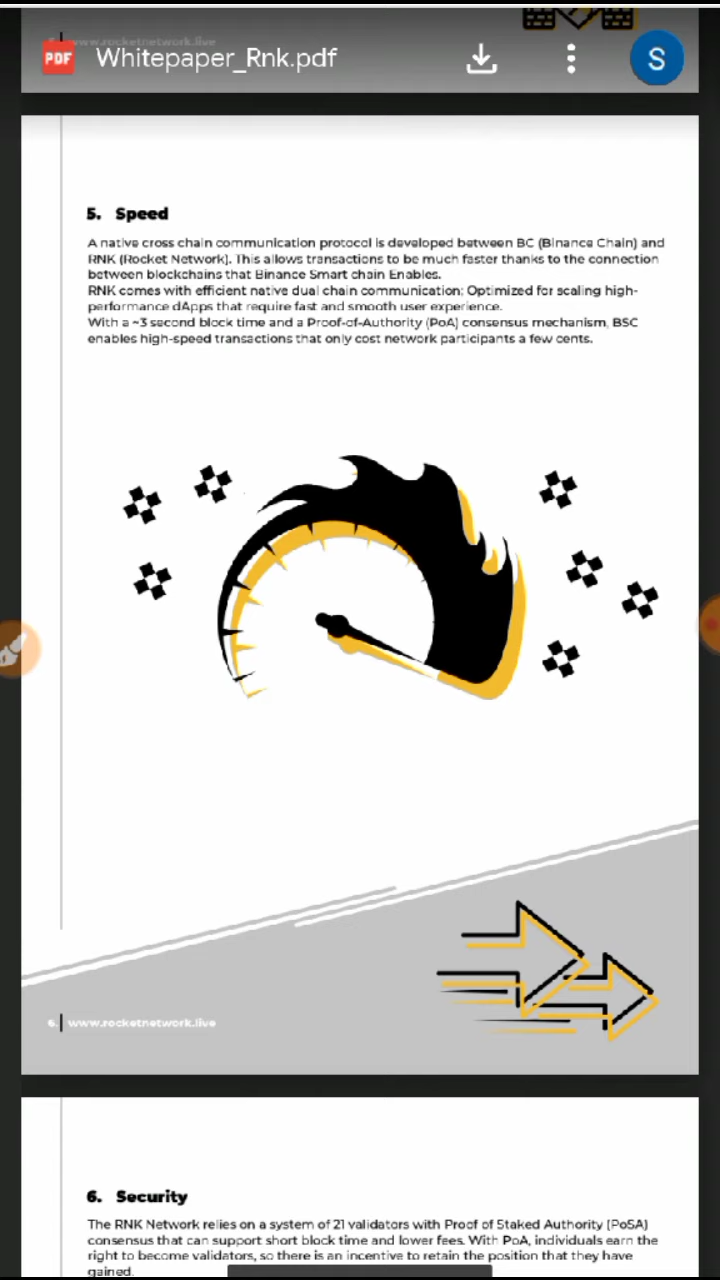 www.rocketnetwork.live
PDF
Whitepaper_Rnk.pdf
S
5. Speed
A native cross chain communication protocol is developed between BC (Binance Chain) and
RNK (Rocket Network). This allows transactions to be much faster thanks to the connection
between blockchains that Binance Smart chain Enables.
RNK comes with efficient native dual chain communication; Optimized for scaling high-
performance dApps that require fast and smooth user experience.
With a ~3 second block time and a Proof-of-Authority (PoA) consensus mechanism, BSC
enables high-speed transactions that only cost network participants a few cents.
6. www.rocketnetwork.live
6. Security
The RNK Network relies on a system of 21 validators with Proof of Staked Authority (PoSA)
consensus that can support short block time and lower fees. With PoA, individuals earn the
right to become validators, so there is an incentive to retain the position that they have
gained.